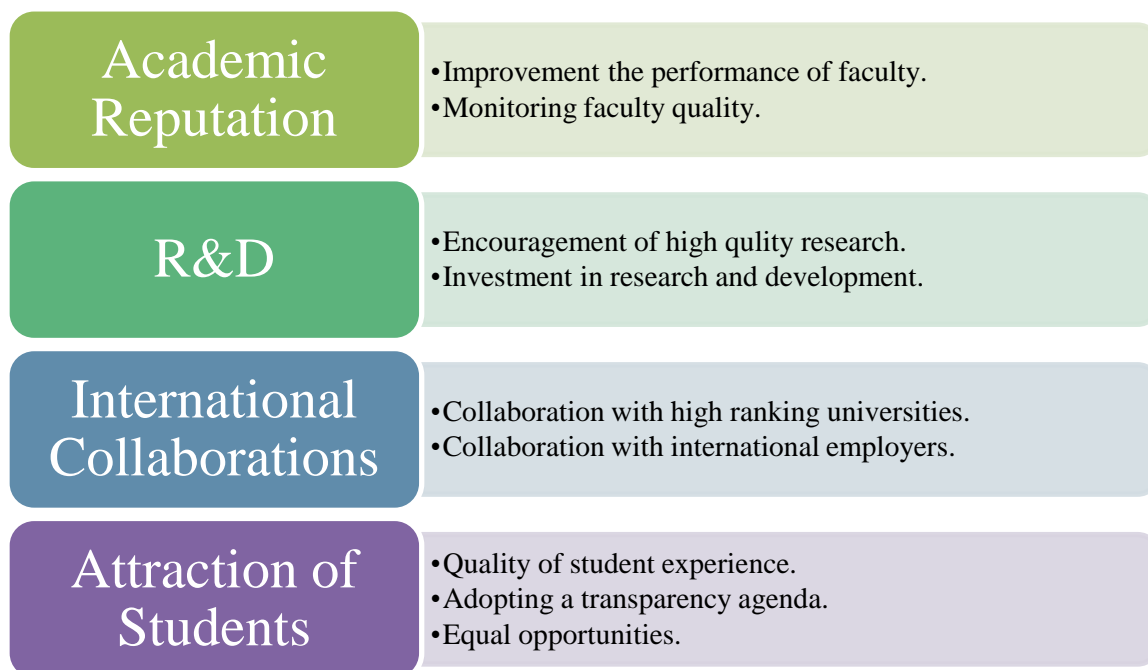 Academic
Reputation
•Improvement the performance of faculty.
•Monitoring faculty quality.
R&D
•Encouragement of high qulity research.
•Investment in research and development.
International
Collaborations
•Collaboration with high ranking universities.
•Collaboration with international employers.
Attraction of
Students
•Quality of student experience.
•Adopting a transparency agenda.
•Equal opportunities.